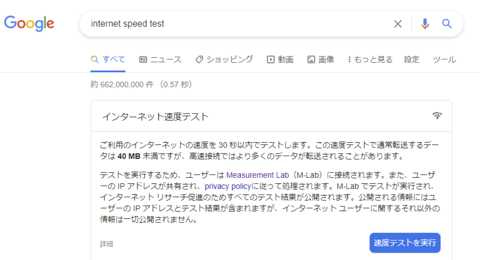 Google
internet speed test
すべて ニュース ショッピング 動画 画像 もっと見る 設定 ツール
約 662,000,000 件 （0.57 秒）
インターネット速度テスト
ご利用のインターネットの速度を 30 秒以内でテストします。この速度テストで通常転送するデー
タは 40 MB 未満ですが、高速接続ではより多くのデータが転送されることがあります。
テストを実行するため、ユーザーは Measurement Lab（M-Lab）に接続されます。また、ユーザ
ーの IP アドレスが共有され、privacy policyに従って処理されます。M-Lab でテストが実行され、
インターネット リサーチ促進のためすべてのテスト結果が公開されます。公開される情報にはユ
ーザーの IP アドレスとテスト結果が含まれますが、インターネット ユーザーに関するそれ以外の
情報は一切公開されません。
詳細
速度テストを実行